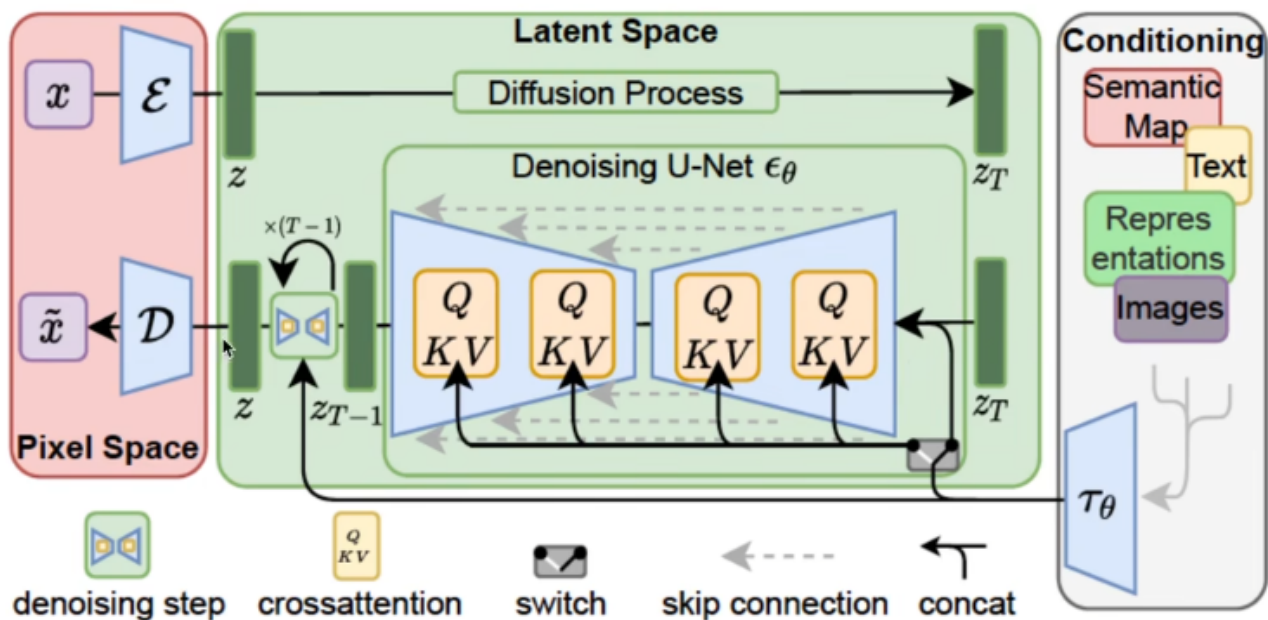 Latent Space
Conditioning
x
ℰ
Diffusion Process
z
z_T
Semantic
Map
Text
Repres
entations
Images
Denoising U-Net ϵ_θ
×(T−1)
Q
KV
Q
KV
Q
KV
Q
KV
x̃
𝒟
z
z_{T−1}
z_T
Pixel Space
τ_θ
Q
KV
denoising step
crossattention
switch
skip connection
concat